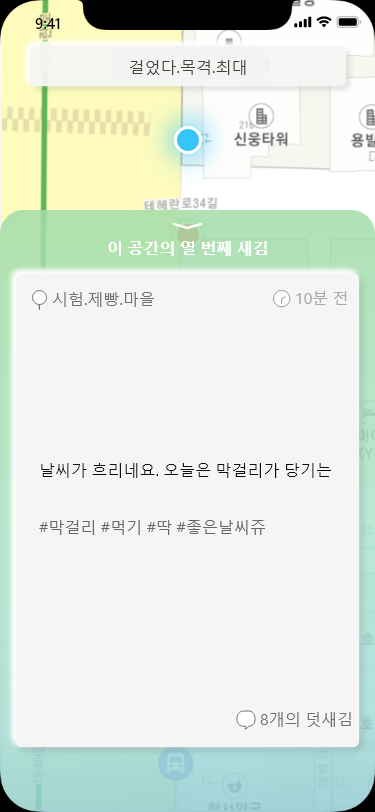 9:41
걸었다.목격.최대
신웅타워
테헤란로34길
이 공간의 열 번째 새김
시험.제빵.마을
10분 전
날씨가 흐리네요. 오늘은 막걸리가 당기는
#막걸리 #먹기 #딱 #좋은날씨쥬
8개의 덧새김